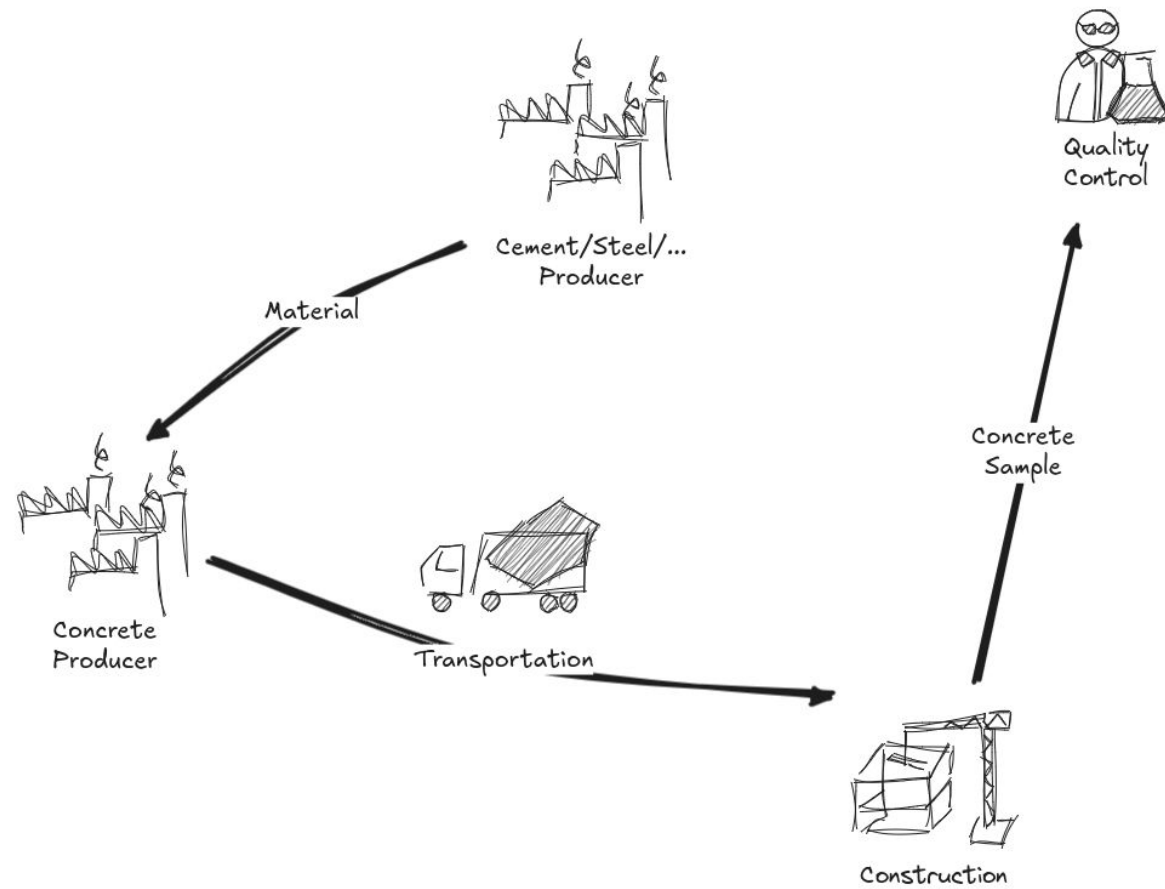 Quality
Control
Cement/Steel/...
Producer
Material
Concrete
Sample
Concrete
Producer
Transportation
Construction